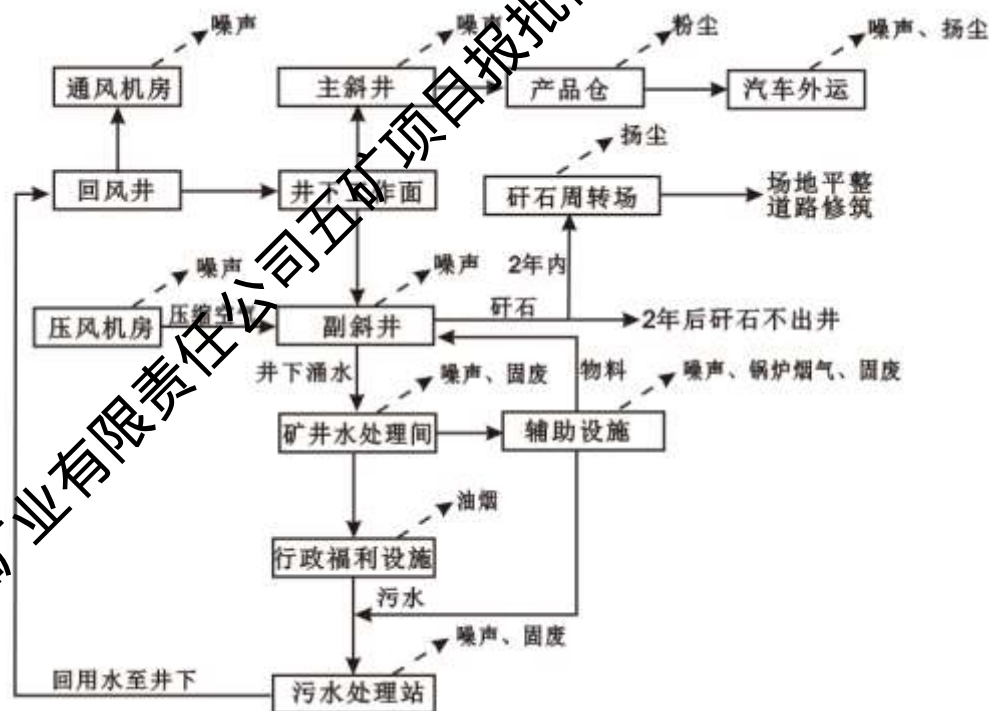 噪声
噪声
粉尘
噪声、扬尘
通风机房
主斜井
产品仓
汽车外运
扬尘
回风井
井下工作面
矸石周转场
场地平整
道路修筑
噪声
噪声
2年内
压风机房
压缩空气
副斜井
矸石
2年后矸石不出井
井下涌水
噪声、固废
物料
噪声、锅炉烟气、固废
矿井水处理间
辅助设施
油烟
行政福利设施
污水
噪声、固废
回用水至井下
污水处理站
矿业有限责任公司五矿项目报批